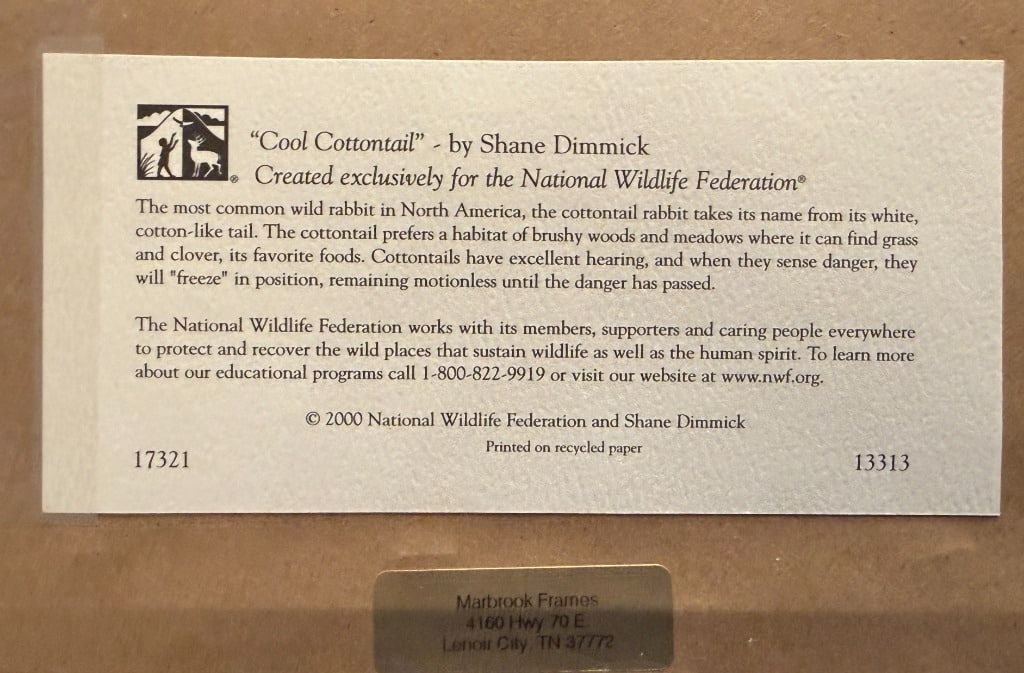 "Cool Cottontail" - by Shane Dimmick
Created exclusively for the National Wildlife Federation®
The most common wild rabbit in North America, the cottontail rabbit takes its name from its white,
cotton-like tail. The cottontail prefers a habitat of brushy woods and meadows where it can find grass
and clover, its favorite foods. Cottontails have excellent hearing, and when they sense danger, they
will "freeze" in position, remaining motionless until the danger has passed.
The National Wildlife Federation works with its members, supporters and caring people everywhere
to protect and recover the wild places that sustain wildlife as well as the human spirit. To learn more
about our educational programs call 1-800-822-9919 or visit our website at www.nwf.org.
© 2000 National Wildlife Federation and Shane Dimmick
Printed on recycled paper
17321
13313
Marbrook Frames
4160 Hwy 70 E
Lenoir City, TN 37772